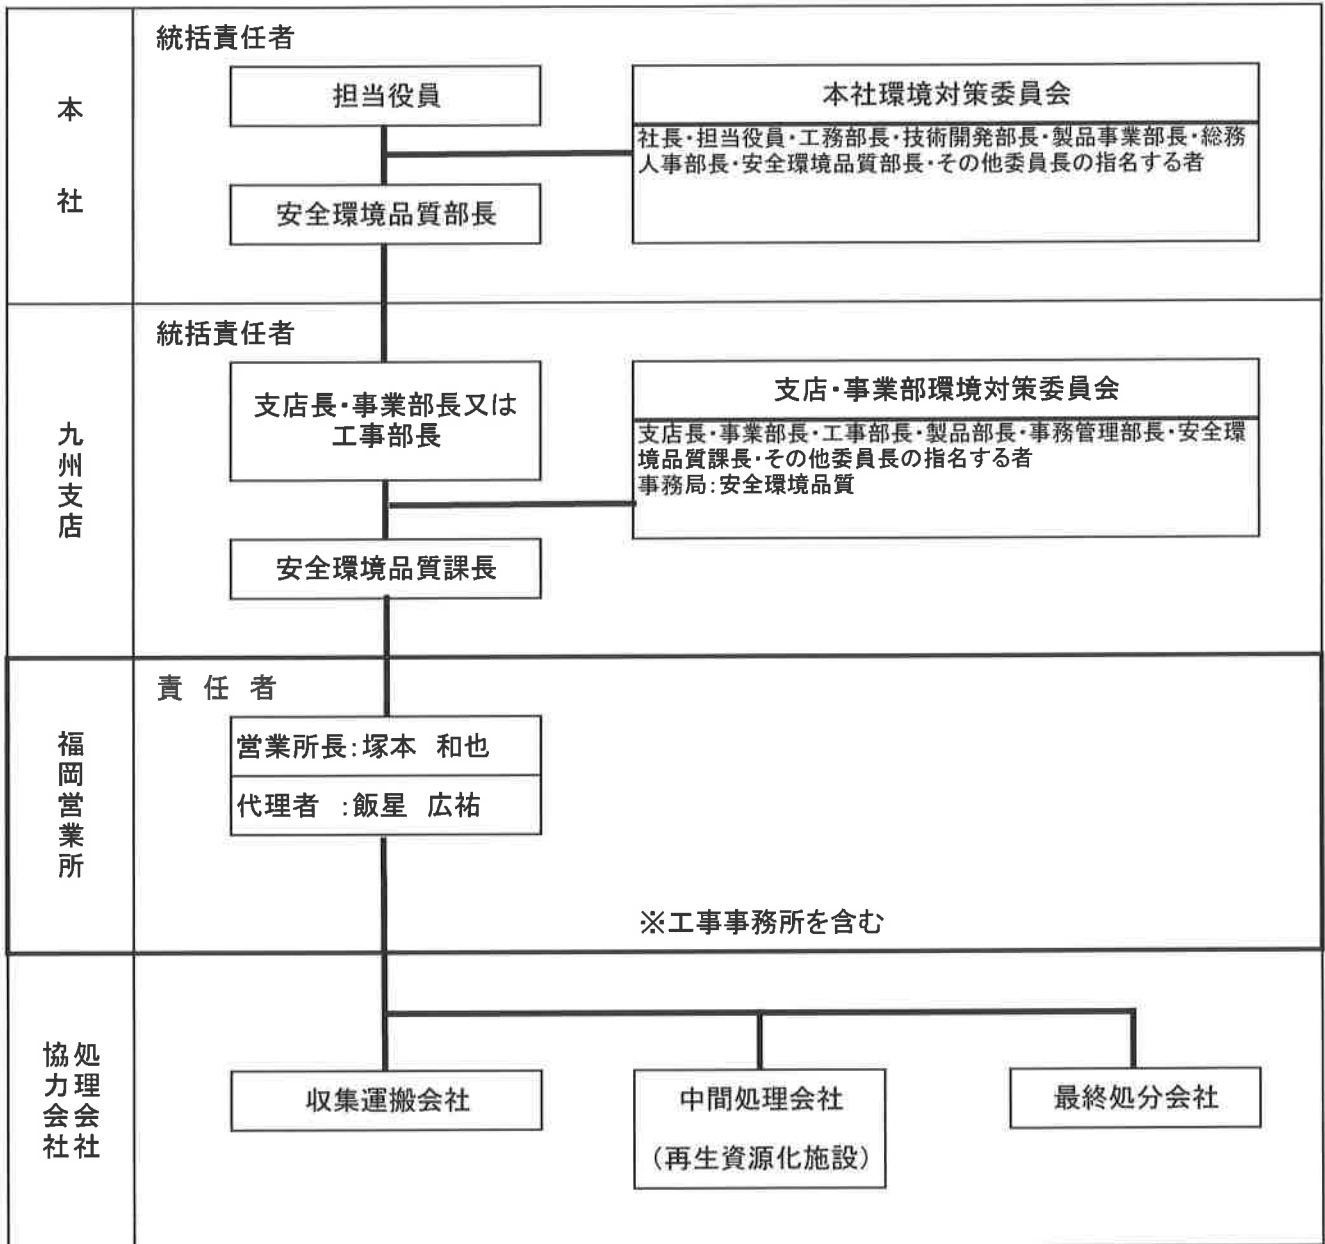 本社
統括責任者
担当役員
本社環境対策委員会
社長・担当役員・工務部長・技術開発部長・製品事業部長・総務
人事部長・安全環境品質部長・その他委員長の指名する者
安全環境品質部長
九州支店
統括責任者
支店長・事業部長又は
工事部長
支店・事業部環境対策委員会
支店長・事業部長・工事部長・製品部長・事務管理部長・安全環
境品質課長・その他委員長の指名する者
事務局:安全環境品質
安全環境品質課長
福岡営業所
責 任 者
営業所長:塚本 和也
代理者 :飯星 広祐
※工事事務所を含む
処理会社
協力会社
収集運搬会社
中間処理会社
(再生資源化施設)
最終処分会社